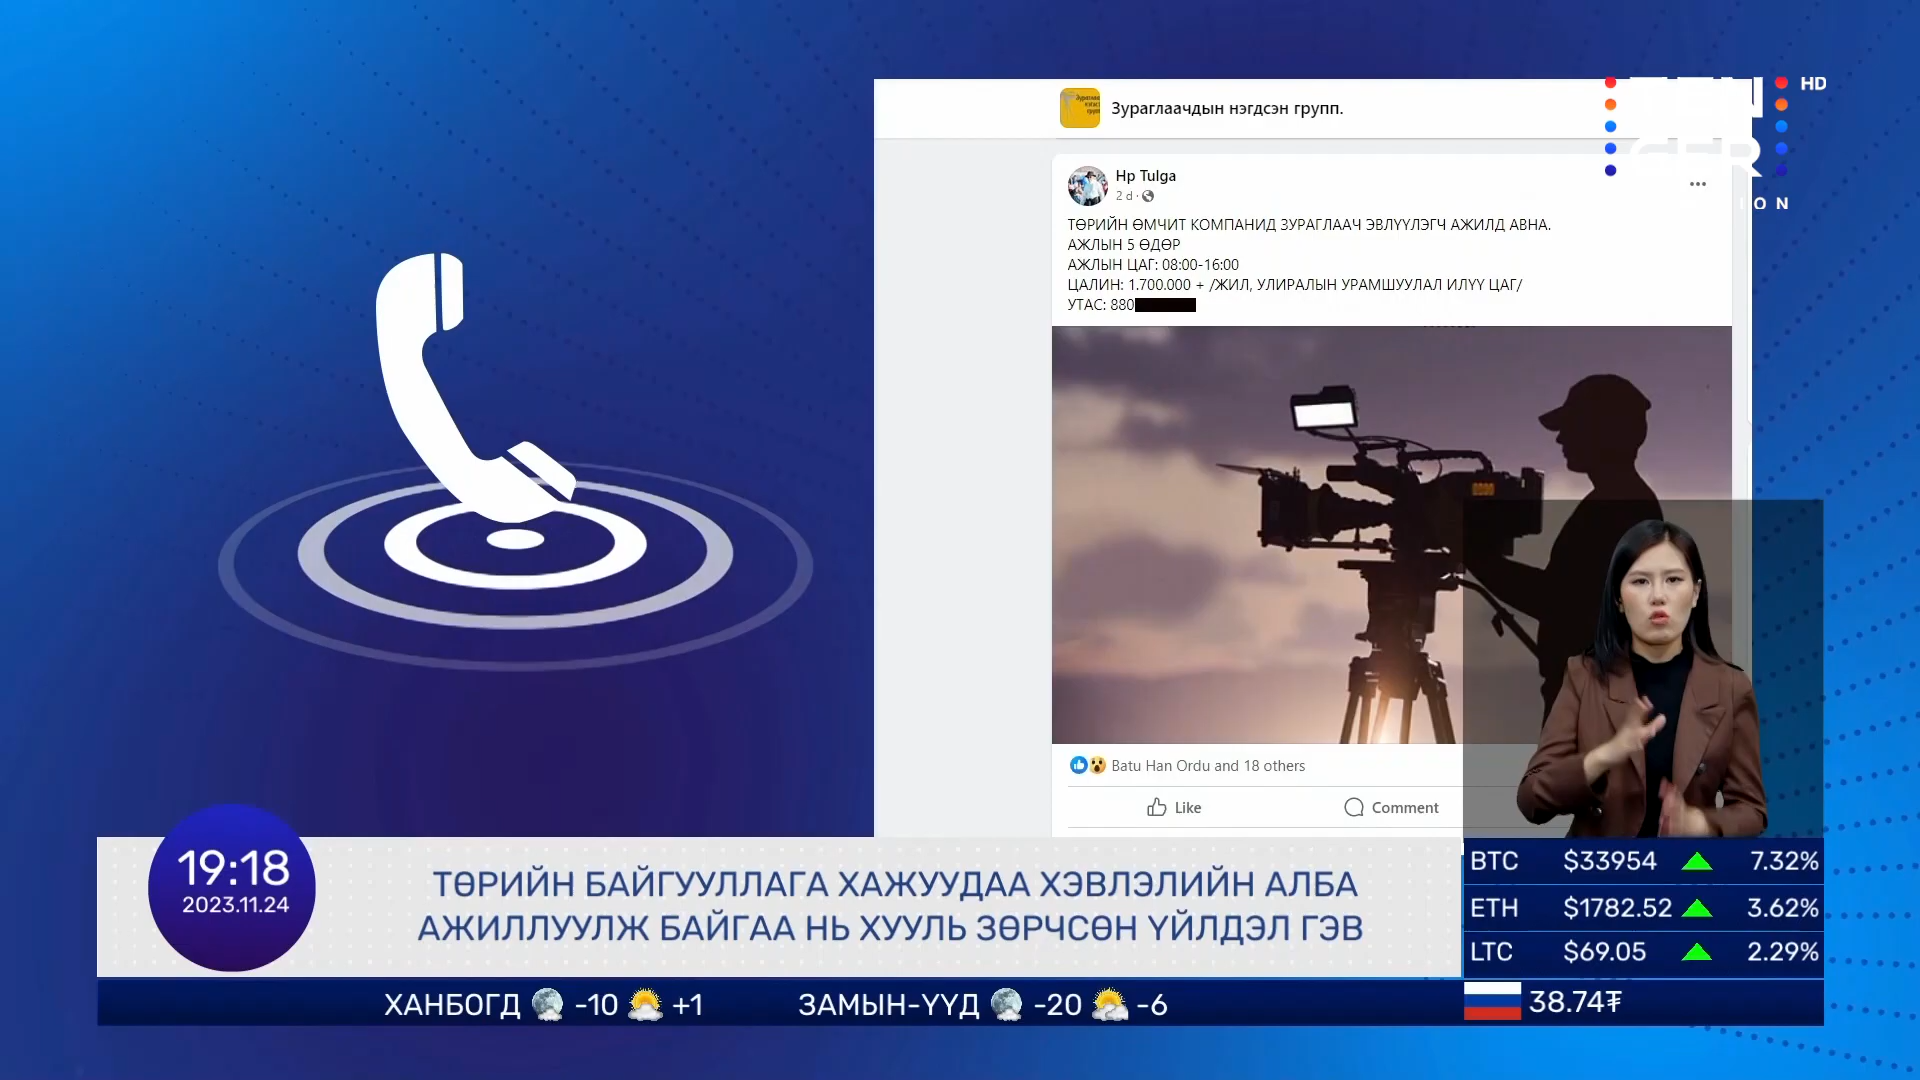 Зураглаачдын нэгдсэн групп.
HD
Hp Tulga
2 d
ТӨРИЙН ӨМЧИТ КОМПАНИД ЗУРАГЛААЧ ЭВЛҮҮЛЭГЧ АЖИЛД АВНА.
АЖЛЫН 5 ӨДӨР
АЖЛЫН ЦАГ: 08:00-16:00
ЦАЛИН: 1.700.000 + /ЖИЛ, УЛИРАЛЫН УРАМШУУЛАЛ ИЛҮҮ ЦАГ/
УТАС: 880
Batu Han Ordu and 18 others
Like
Comment
19:18
2023.11.24
ТӨРИЙН БАЙГУУЛЛАГА ХАЖУУДАА ХЭВЛЭЛИЙН АЛБА
АЖИЛЛУУЛЖ БАЙГАА НЬ ХУУЛЬ ЗӨРЧСӨН ҮЙЛДЭЛ ГЭВ
BTC $33954 7.32%
ETH $1782.52 3.62%
LTC $69.05 2.29%
ХАНБОГД -10 +1 ЗАМЫН-ҮҮД -20 -6
38.74₮